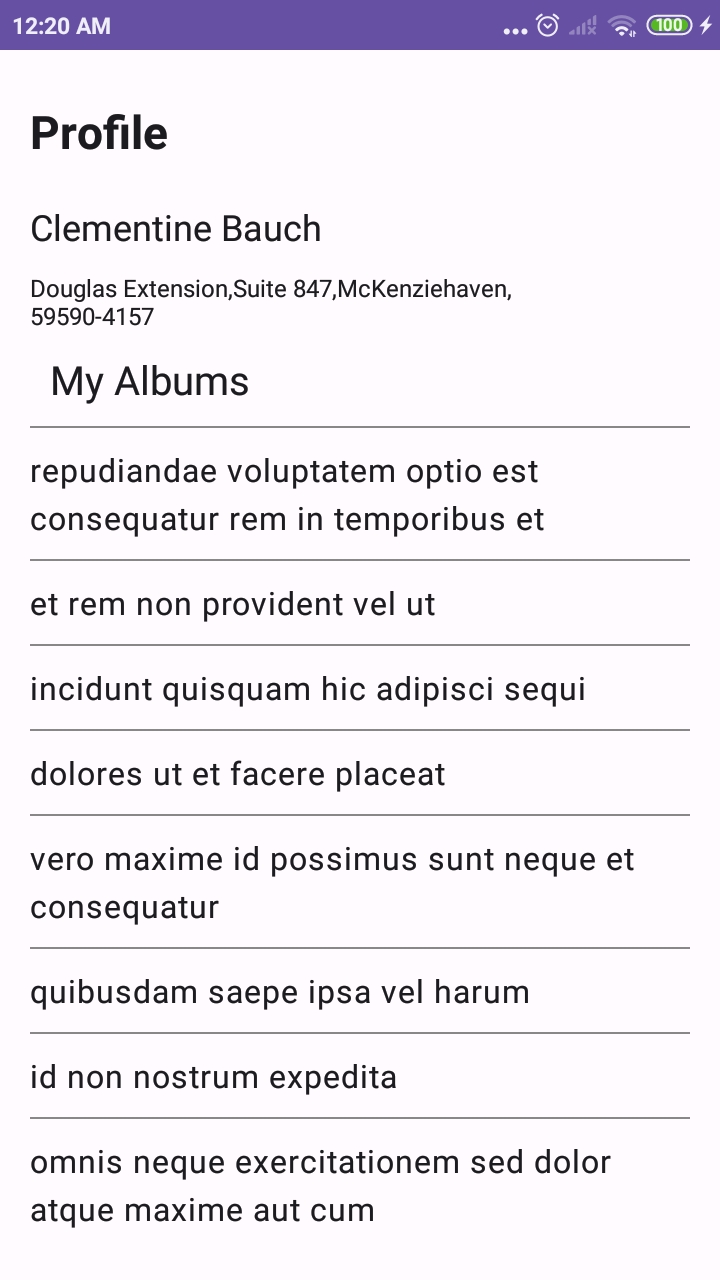 12:20 AM
100
Profile
Clementine Bauch
Douglas Extension,Suite 847,McKenziehaven,
59590-4157
My Albums
repudiandae voluptatem optio est
consequatur rem in temporibus et
et rem non provident vel ut
incidunt quisquam hic adipisci sequi
dolores ut et facere placeat
vero maxime id possimus sunt neque et
consequatur
quibusdam saepe ipsa vel harum
id non nostrum expedita
omnis neque exercitationem sed dolor
atque maxime aut cum